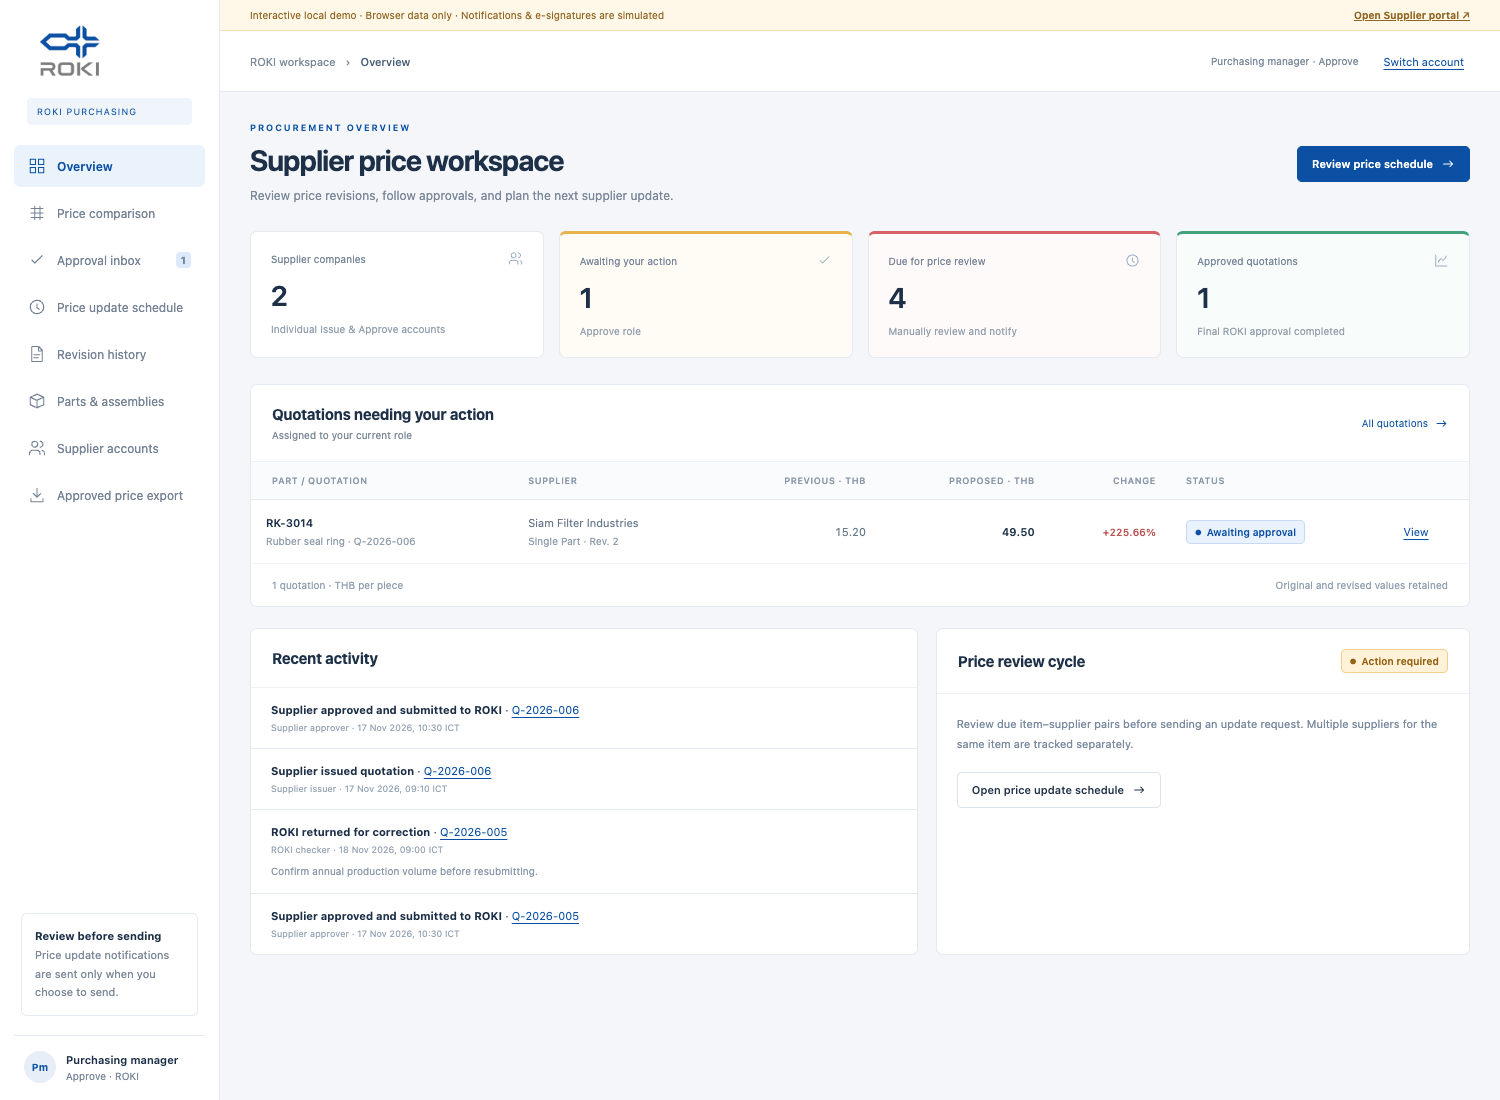 Interactive local demo · Browser data only · Notifications & e-signatures are simulated
Open Supplier portal ↗
ROKI
ROKI PURCHASING
Overview
Price comparison
Approval inbox 1
Price update schedule
Revision history
Parts & assemblies
Supplier accounts
Approved price export
Review before sending
Price update notifications
are sent only when you
choose to send.
Pm
Purchasing manager
Approve · ROKI
ROKI workspace › Overview
Purchasing manager · Approve
Switch account
PROCUREMENT OVERVIEW
Supplier price workspace
Review price revisions, follow approvals, and plan the next supplier update.
Review price schedule →
Supplier companies
2
Individual Issue & Approve accounts
Awaiting your action
1
Approve role
Due for price review
4
Manually review and notify
Approved quotations
1
Final ROKI approval completed
Quotations needing your action
Assigned to your current role
All quotations →
PART / QUOTATION SUPPLIER PREVIOUS · THB PROPOSED · THB CHANGE STATUS
RK-3014
Rubber seal ring · Q-2026-006
Siam Filter Industries
Single Part · Rev. 2
15.20
49.50
+225.66%
Awaiting approval
View
1 quotation · THB per piece
Original and revised values retained
Recent activity
Supplier approved and submitted to ROKI · Q-2026-006
Supplier approver · 17 Nov 2026, 10:30 ICT
Supplier issued quotation · Q-2026-006
Supplier issuer · 17 Nov 2026, 09:10 ICT
ROKI returned for correction · Q-2026-005
ROKI checker · 18 Nov 2026, 09:00 ICT
Confirm annual production volume before resubmitting.
Supplier approved and submitted to ROKI · Q-2026-005
Supplier approver · 17 Nov 2026, 10:30 ICT
Price review cycle
Action required
Review due item–supplier pairs before sending an update request. Multiple suppliers for the
same item are tracked separately.
Open price update schedule →